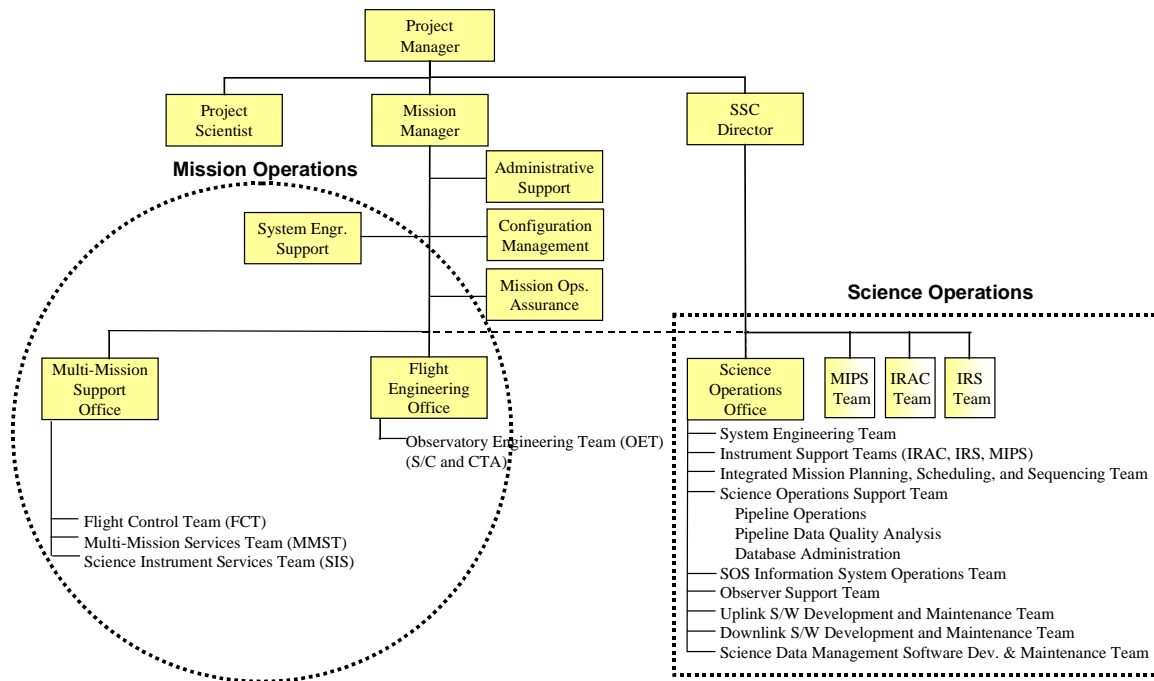 Project
Manager
Project
Scientist
Mission
Manager
SSC
Director
Mission Operations
Administrative
Support
System Engr.
Support
Configuration
Management
Mission Ops.
Assurance
Science Operations
Multi-Mission
Support
Office
Flight
Engineering
Office
Science
Operations
Office
MIPS
Team
IRAC
Team
IRS
Team
Observatory Engineering Team (OET)
(S/C and CTA)
Flight Control Team (FCT)
Multi-Mission Services Team (MMST)
Science Instrument Services Team (SIS)
System Engineering Team
Instrument Support Teams (IRAC, IRS, MIPS)
Integrated Mission Planning, Scheduling, and Sequencing Team
Science Operations Support Team
Pipeline Operations
Pipeline Data Quality Analysis
Database Administration
SOS Information System Operations Team
Observer Support Team
Uplink S/W Development and Maintenance Team
Downlink S/W Development and Maintenance Team
Science Data Management Software Dev. & Maintenance Team